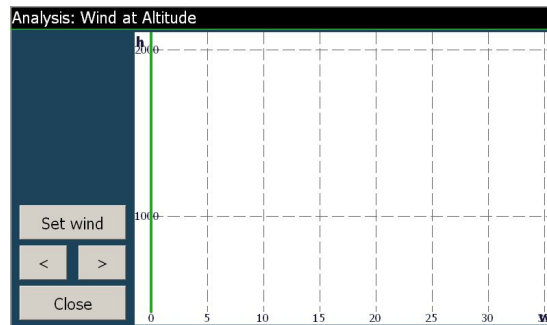 Analysis: Wind at Altitude
h
2000
1000
Set wind
<
>
Close
0 5 10 15 20 25 30